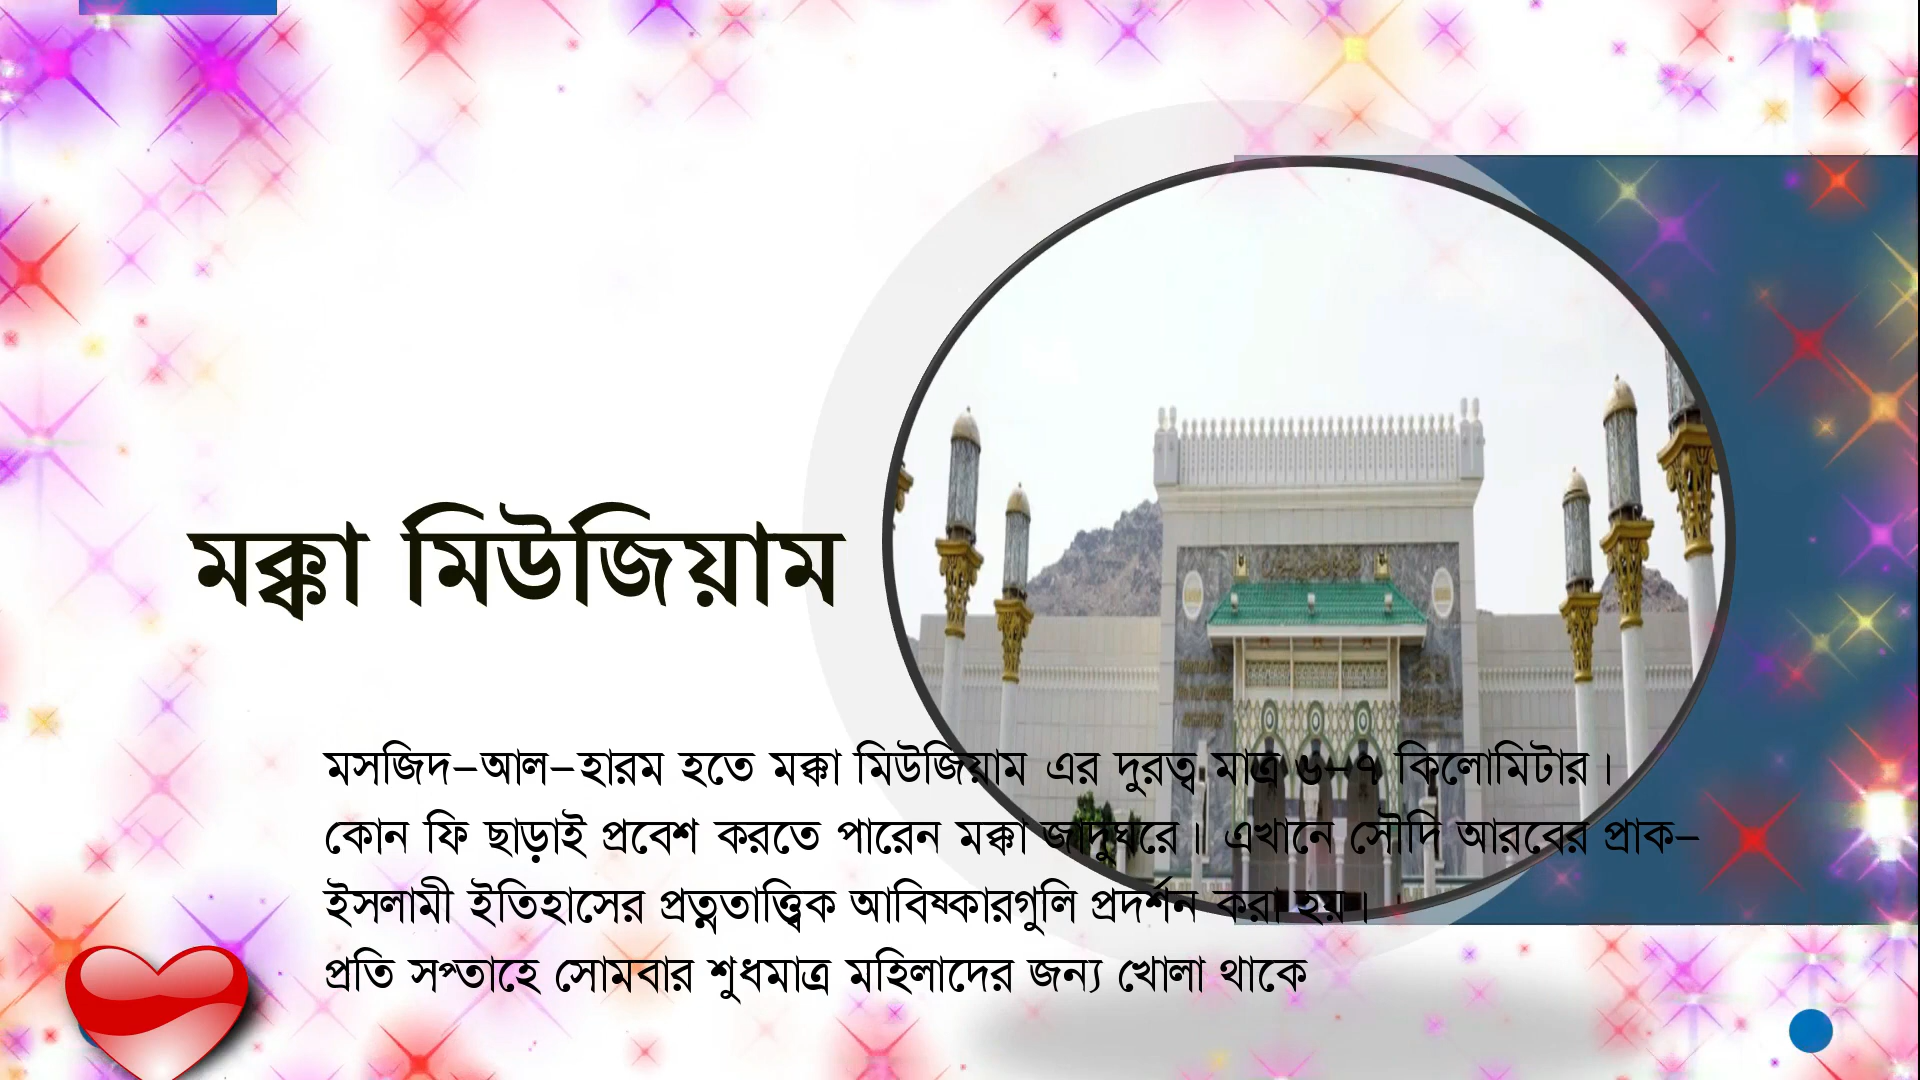 মক্কা মিউজিয়াম
মসজিদ-আল-হারম হতে মক্কা মিউজিয়াম এর দুরত্ব মাত্র ৬-৭ কিলোমিটার।
কোন ফি ছাড়াই প্রবেশ করতে পারেন মক্কা জাদুঘরে। এখানে সৌদি আরবের প্রাক-
ইসলামী ইতিহাসের প্রত্নতাত্ত্বিক আবিষ্কারগুলি প্রদর্শন করা হয়।
প্রতি সপ্তাহে সোমবার শুধমাত্র মহিলাদের জন্য খোলা থাকে